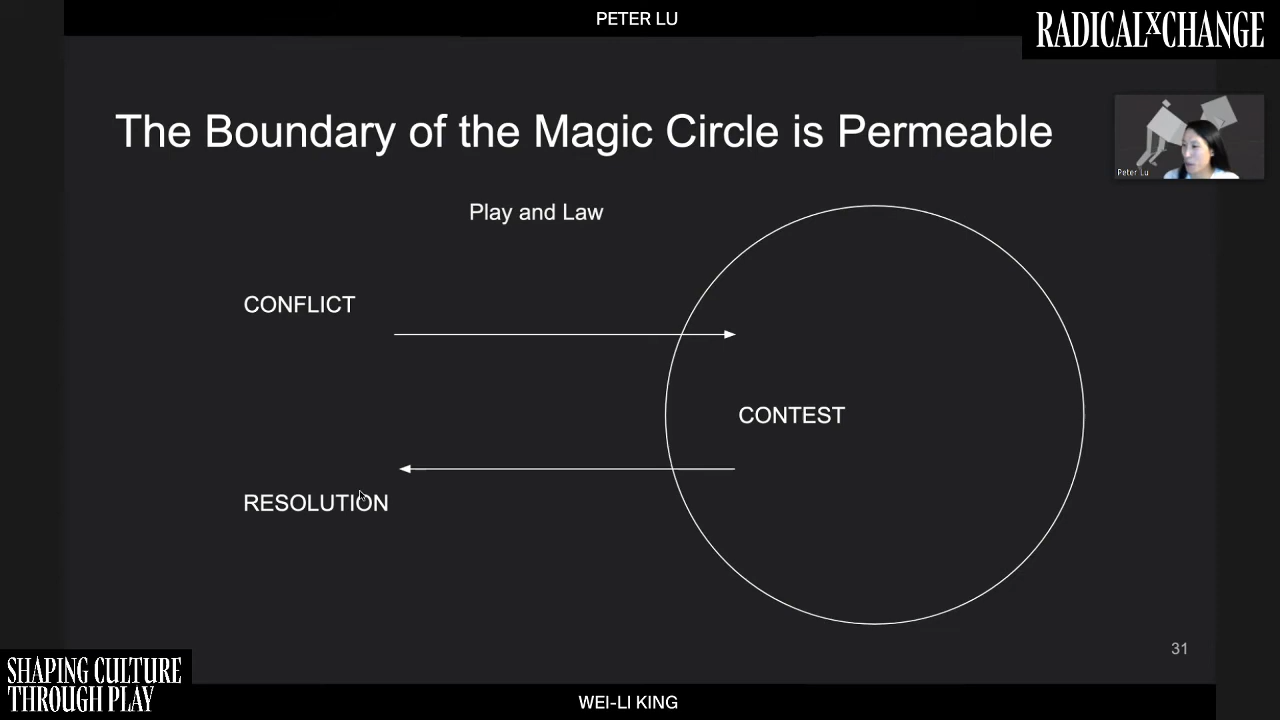 PETER LU
RADICALXCHANGE
The Boundary of the Magic Circle is Permeable
Peter Lu
Play and Law
CONFLICT
CONTEST
RESOLUTION
31
SHAPING CULTURE
THROUGH PLAY
WEI-LI KING